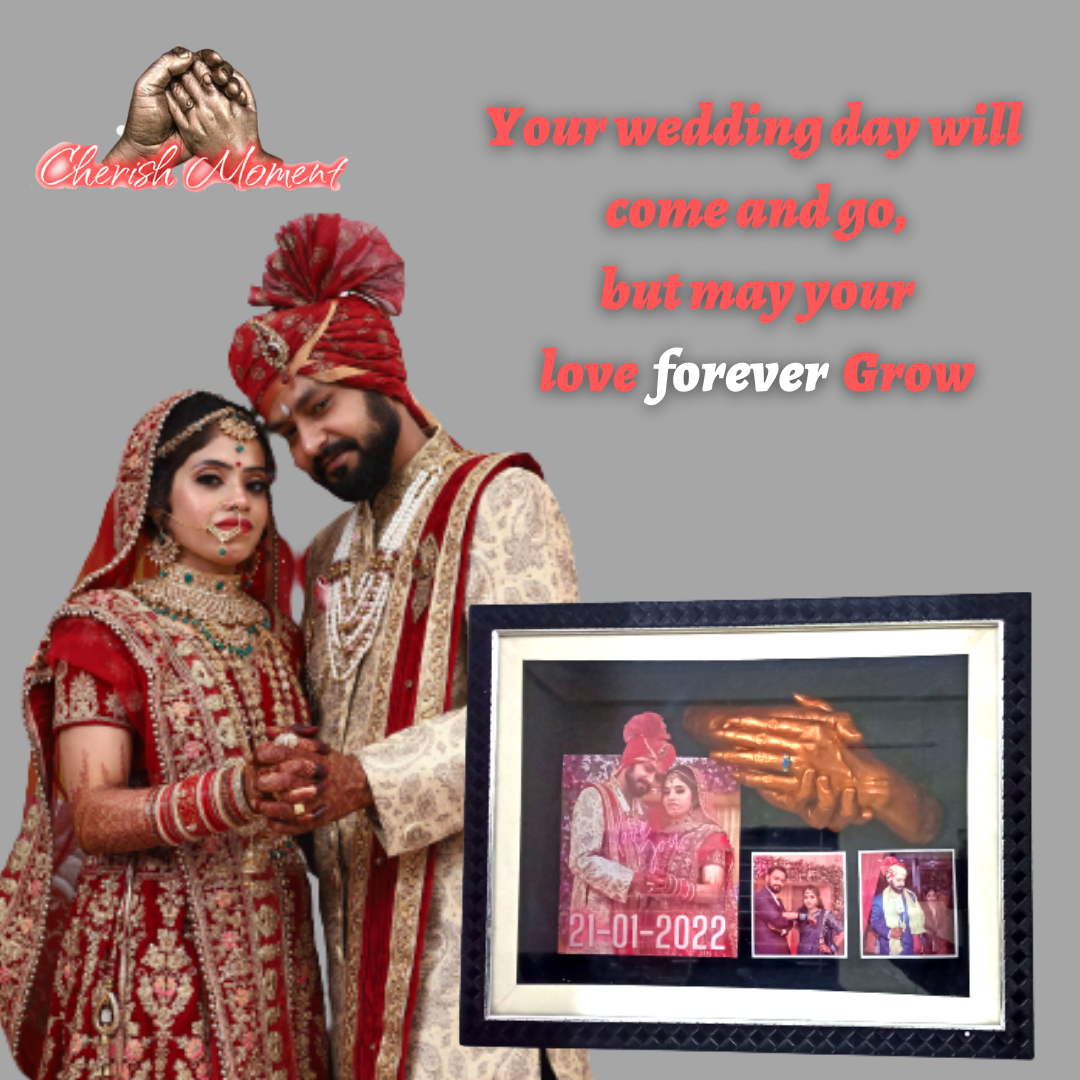 Cherish Moment
Your wedding day will
come and go,
but may your
love forever Grow
21-01-2022